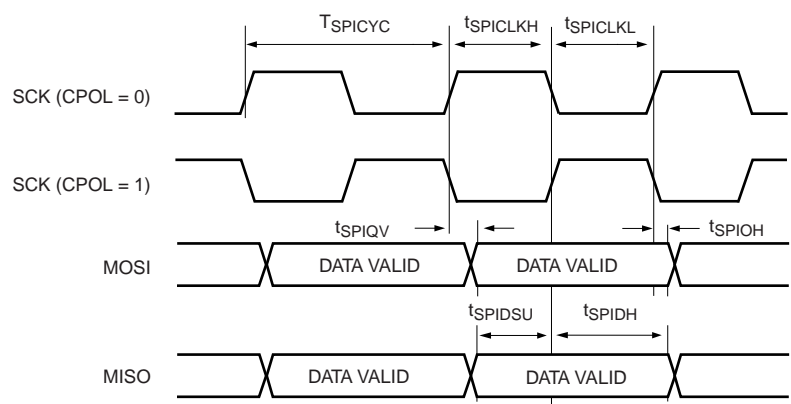 TSPICYC tSPICLKH tSPICLKL
SCK (CPOL = 0)
SCK (CPOL = 1)
tSPIQV tSPIOH
MOSI DATA VALID DATA VALID
tSPIDSU tSPIDH
MISO DATA VALID DATA VALID